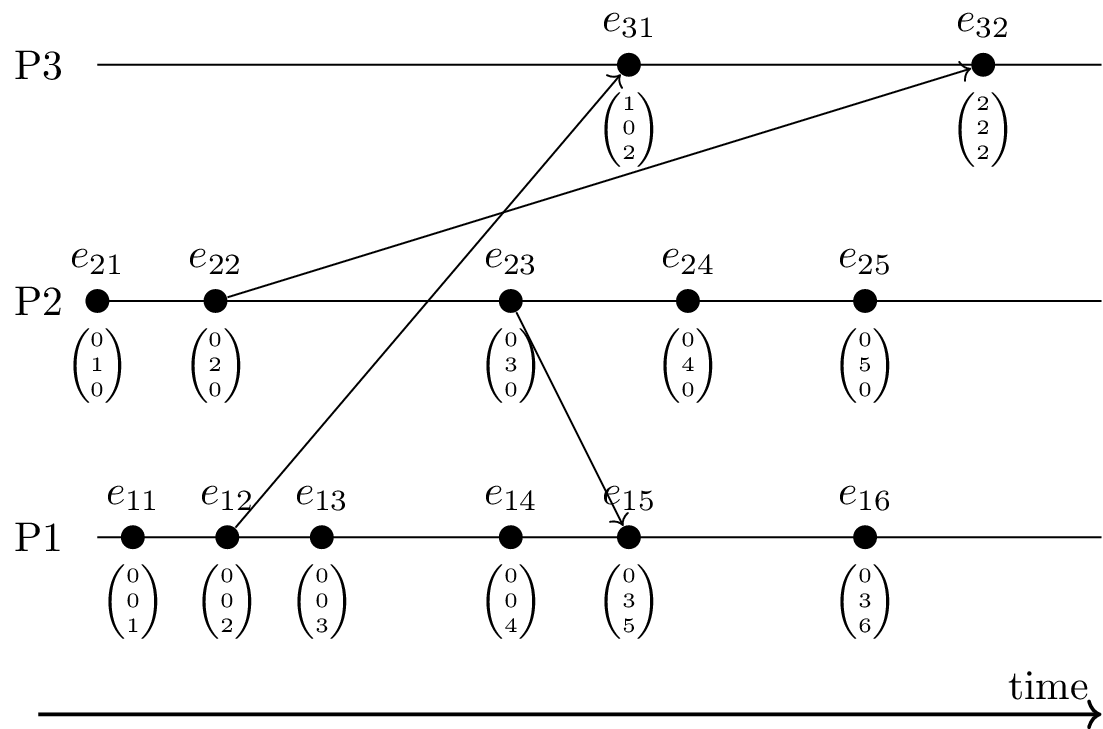 e31 e32
P3
1 2
0 2
2 2
e21 e22 e23 e24 e25
P2
0 0 0 0 0
1 2 3 4 5
0 0 0 0 0
e11 e12 e13 e14 e15 e16
P1
0 0 0 0 0 0
0 0 0 0 3 3
1 2 3 4 5 6
time